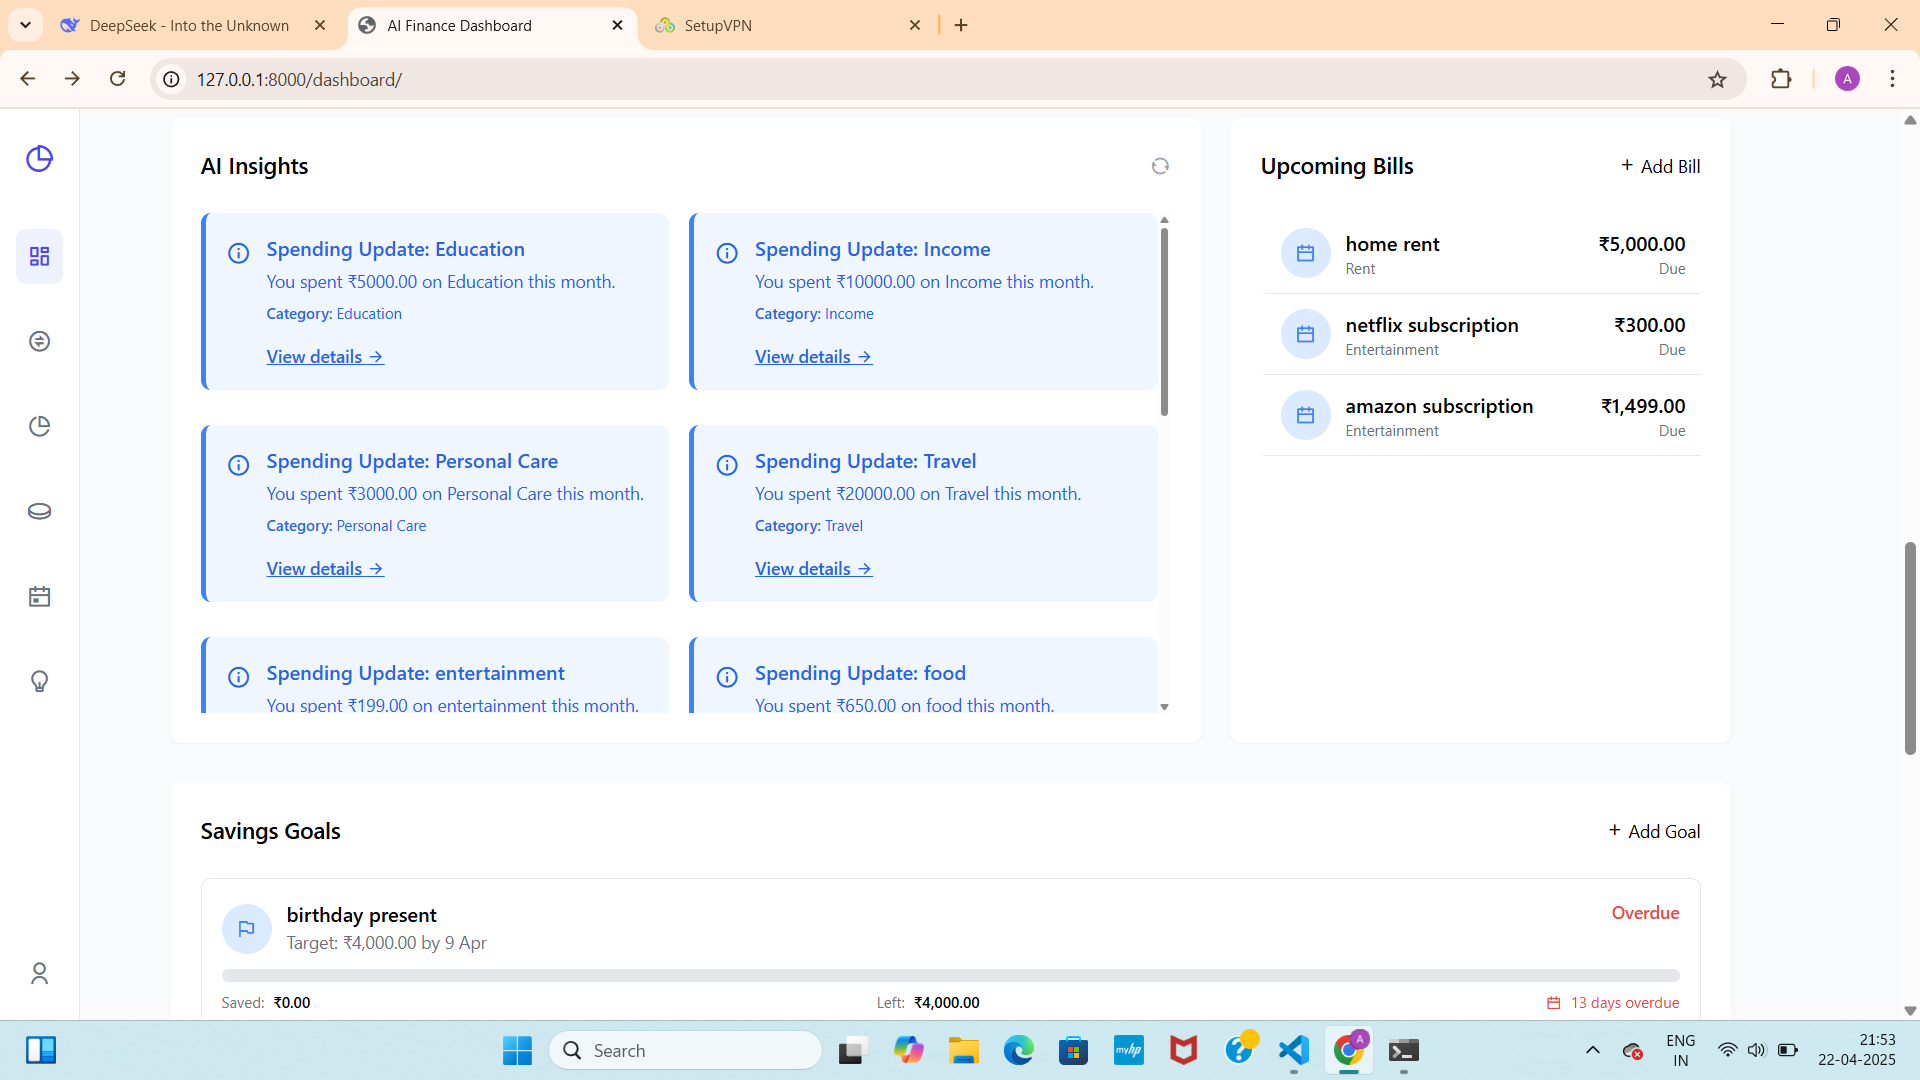 DeepSeek - Into the Unknown
AI Finance Dashboard
SetupVPN
127.0.0.1:8000/dashboard/
A
AI Insights
Spending Update: Education
You spent ₹5000.00 on Education this month.
Category: Education
View details →
Spending Update: Income
You spent ₹10000.00 on Income this month.
Category: Income
View details →
Spending Update: Personal Care
You spent ₹3000.00 on Personal Care this month.
Category: Personal Care
View details →
Spending Update: Travel
You spent ₹20000.00 on Travel this month.
Category: Travel
View details →
Spending Update: entertainment
You spent ₹199.00 on entertainment this month.
Spending Update: food
You spent ₹650.00 on food this month.
Upcoming Bills
+ Add Bill
home rent ₹5,000.00
Rent Due
netflix subscription ₹300.00
Entertainment Due
amazon subscription ₹1,499.00
Entertainment Due
Savings Goals
+ Add Goal
birthday present
Overdue
Target: ₹4,000.00 by 9 Apr
Saved: ₹0.00
Left: ₹4,000.00
13 days overdue
Search
myhp
A
ENG
IN
21:53
22-04-2025